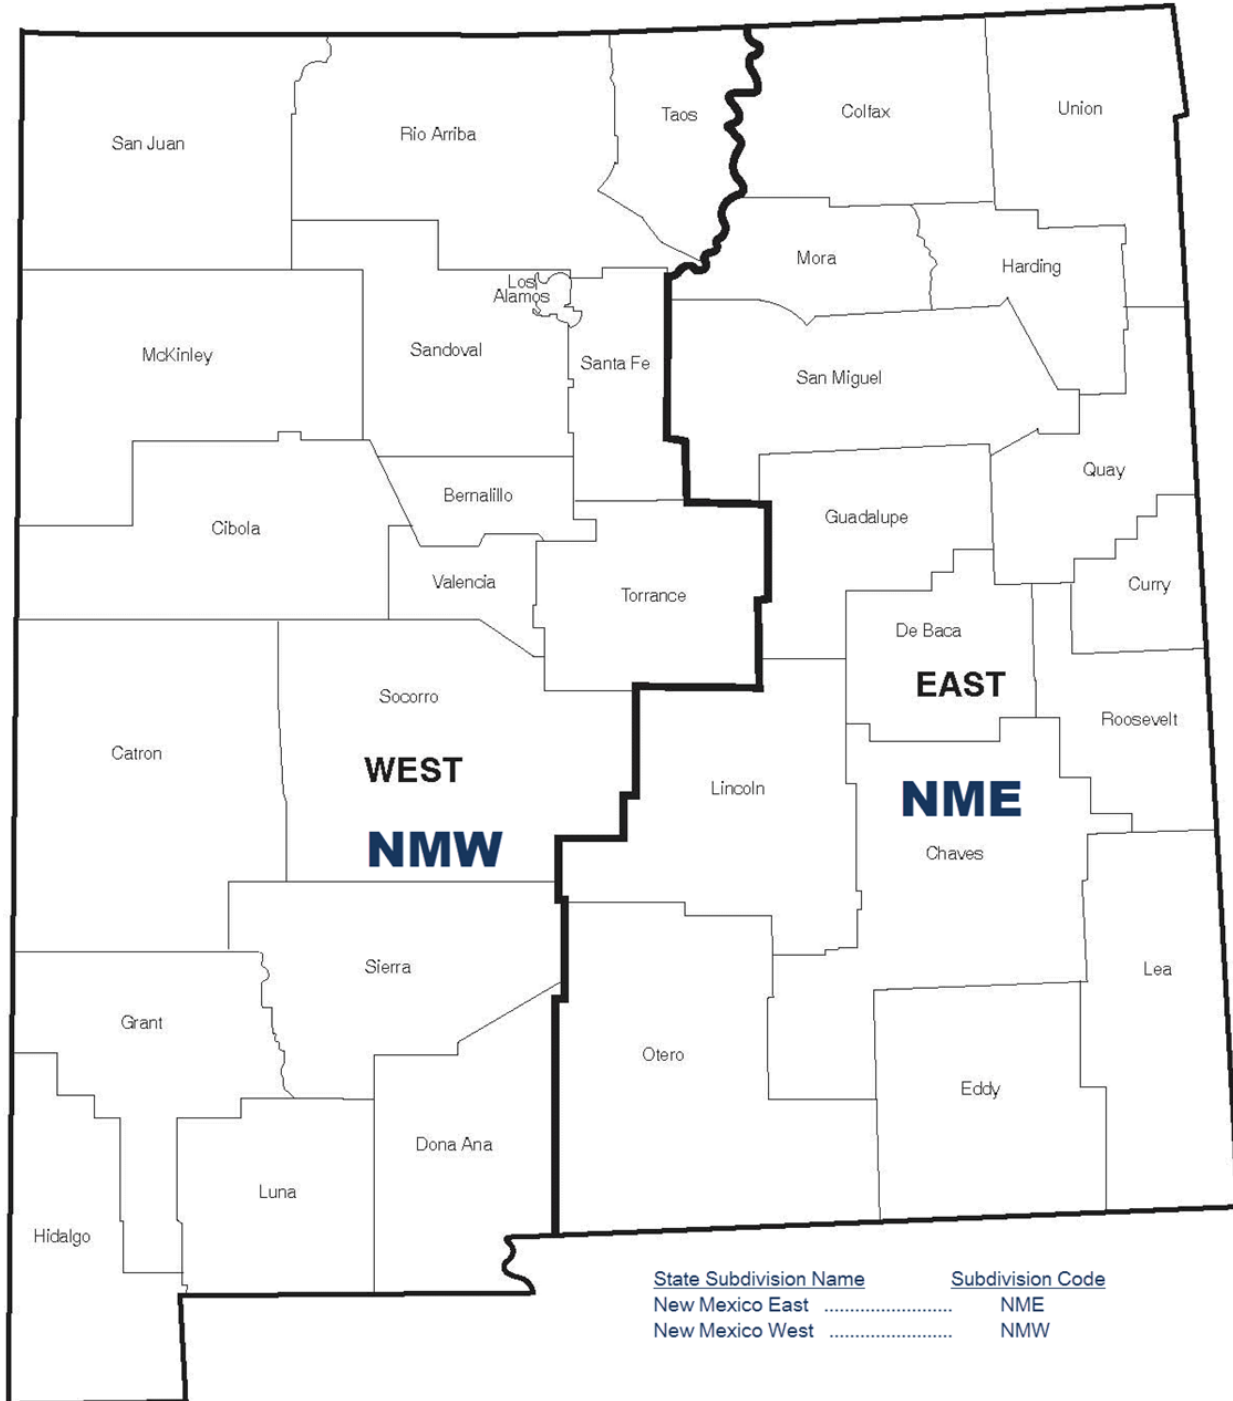 San Juan
Rio Arriba
Taos
Colfax
Union
Mora
Harding
Los
Alamos
McKinley
Sandoval
Santa Fe
San Miguel
Quay
Bernalillo
Cibola
Guadalupe
Valencia
Torrance
Curry
De Baca
EAST
Socorro
Roosevelt
Catron
WEST
Lincoln
NME
NMW
Chaves
Sierra
Lea
Grant
Otero
Eddy
Dona Ana
Luna
Hidalgo
State Subdivision Name Subdivision Code
New Mexico East ......................... NME
New Mexico West ........................ NMW